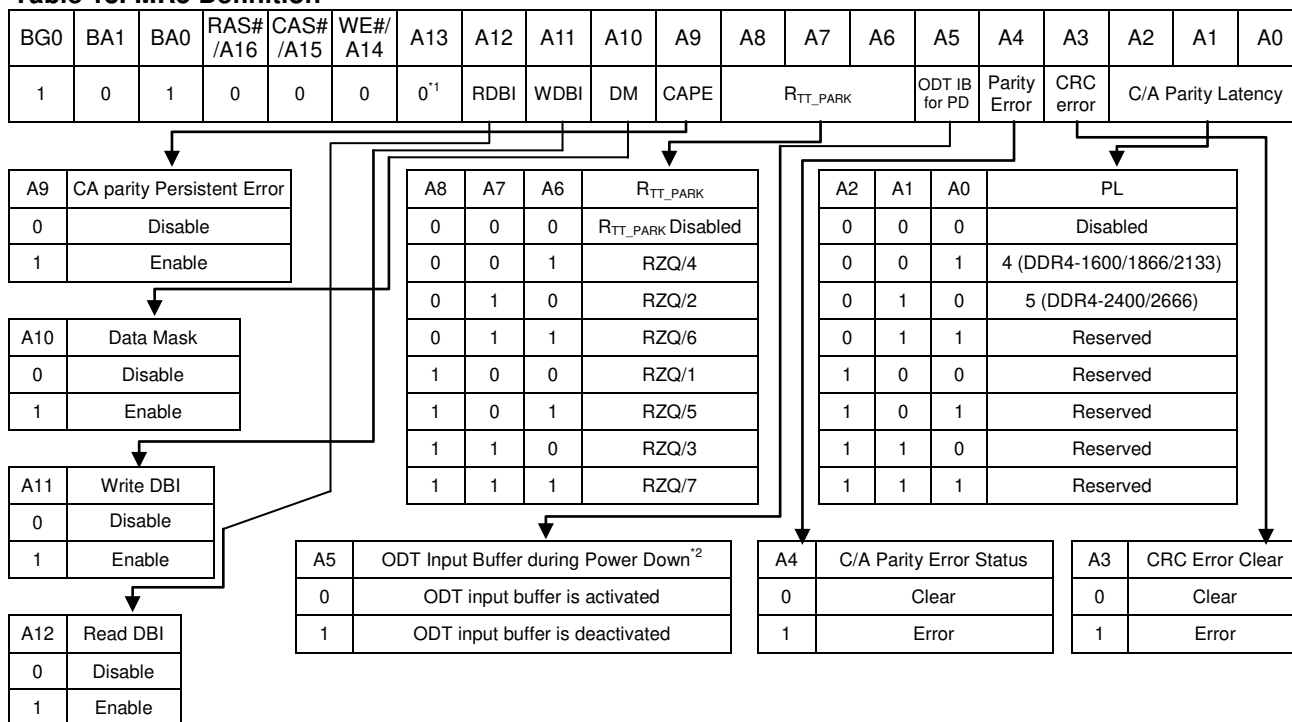 Table 13. MR5 Definition
BG0 BA1 BA0 RAS# /A16 CAS# /A15 WE#/ A14 A13 A12 A11 A10 A9 A8 A7 A6 A5 A4 A3 A2 A1 A0
1 0 1 0 0 0 0*1 RDBI WDBI DM CAPE RTT_PARK ODT IB for PD Parity Error CRC error C/A Parity Latency
A9 CA parity Persistent Error
0 Disable
1 Enable
A10 Data Mask
0 Disable
1 Enable
A11 Write DBI
0 Disable
1 Enable
A12 Read DBI
0 Disable
1 Enable
A8 A7 A6 RTT_PARK
0 0 0 RTT_PARK Disabled
0 0 1 RZQ/4
0 1 0 RZQ/2
0 1 1 RZQ/6
1 0 0 RZQ/1
1 0 1 RZQ/5
1 1 0 RZQ/3
1 1 1 RZQ/7
A2 A1 A0 PL
0 0 0 Disabled
0 0 1 4 (DDR4-1600/1866/2133)
0 1 0 5 (DDR4-2400/2666)
0 1 1 Reserved
1 0 0 Reserved
1 0 1 Reserved
1 1 0 Reserved
1 1 1 Reserved
A5 ODT Input Buffer during Power Down*2
0 ODT input buffer is activated
1 ODT input buffer is deactivated
A4 C/A Parity Error Status
0 Clear
1 Error
A3 CRC Error Clear
0 Clear
1 Error